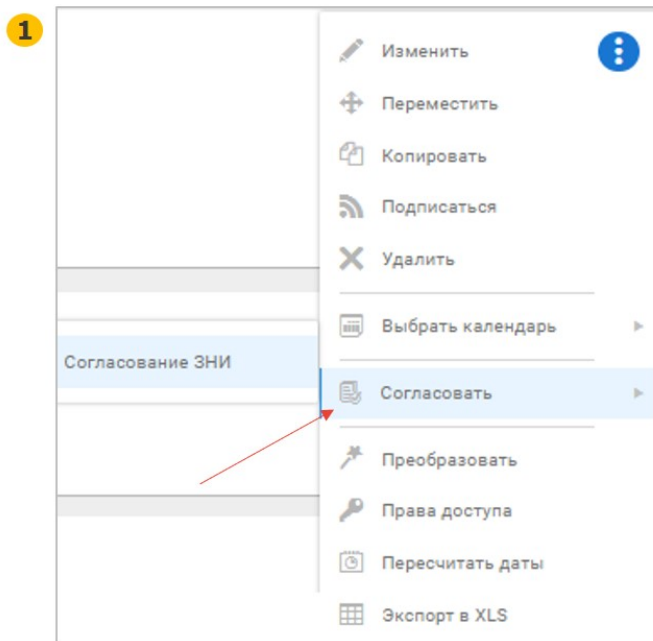 1
Изменить
Переместить
Копировать
Подписаться
Удалить
Выбрать календарь
Согласование ЗНИ
Согласовать
Преобразовать
Права доступа
Пересчитать даты
Экспорт в XLS